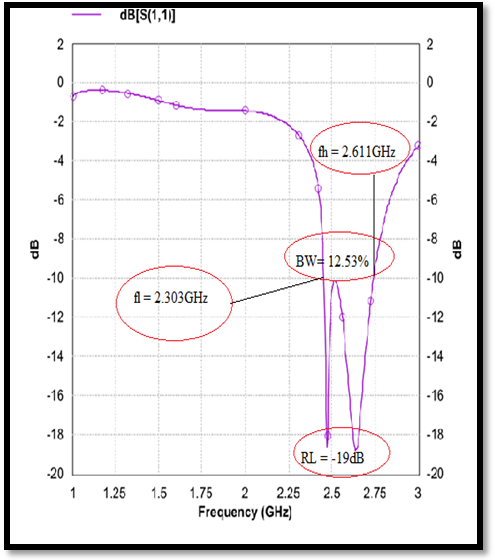 dB[S(1,1)]
2 2
0 0
-2 -2
-4 -4
fh = 2.611GHz
-6 -6
-8 -8
dB dB
BW= 12.53%
-10 -10
fl = 2.303GHz
-12 -12
-14 -14
-16 -16
-18 -18
RL = -19dB
-20 -20
1 1.25 1.5 1.75 2 2.25 2.5 2.75 3
Frequency (GHz)